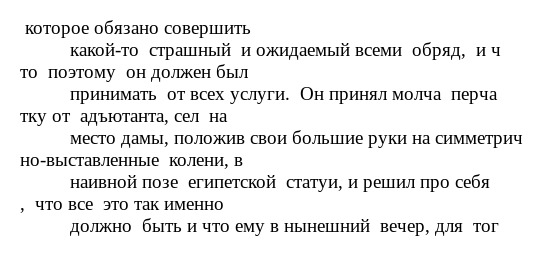 которое обязано совершить
какой-то страшный и ожидаемый всеми обряд, и ч
то поэтому он должен был
принимать от всех услуги. Он принял молча перча
тку от адъютанта, сел на
место дамы, положив свои большие руки на симметрич
но-выставленные колени, в
наивной позе египетской статуи, и решил про себя
, что все это так именно
должно быть и что ему в нынешний вечер, для тог